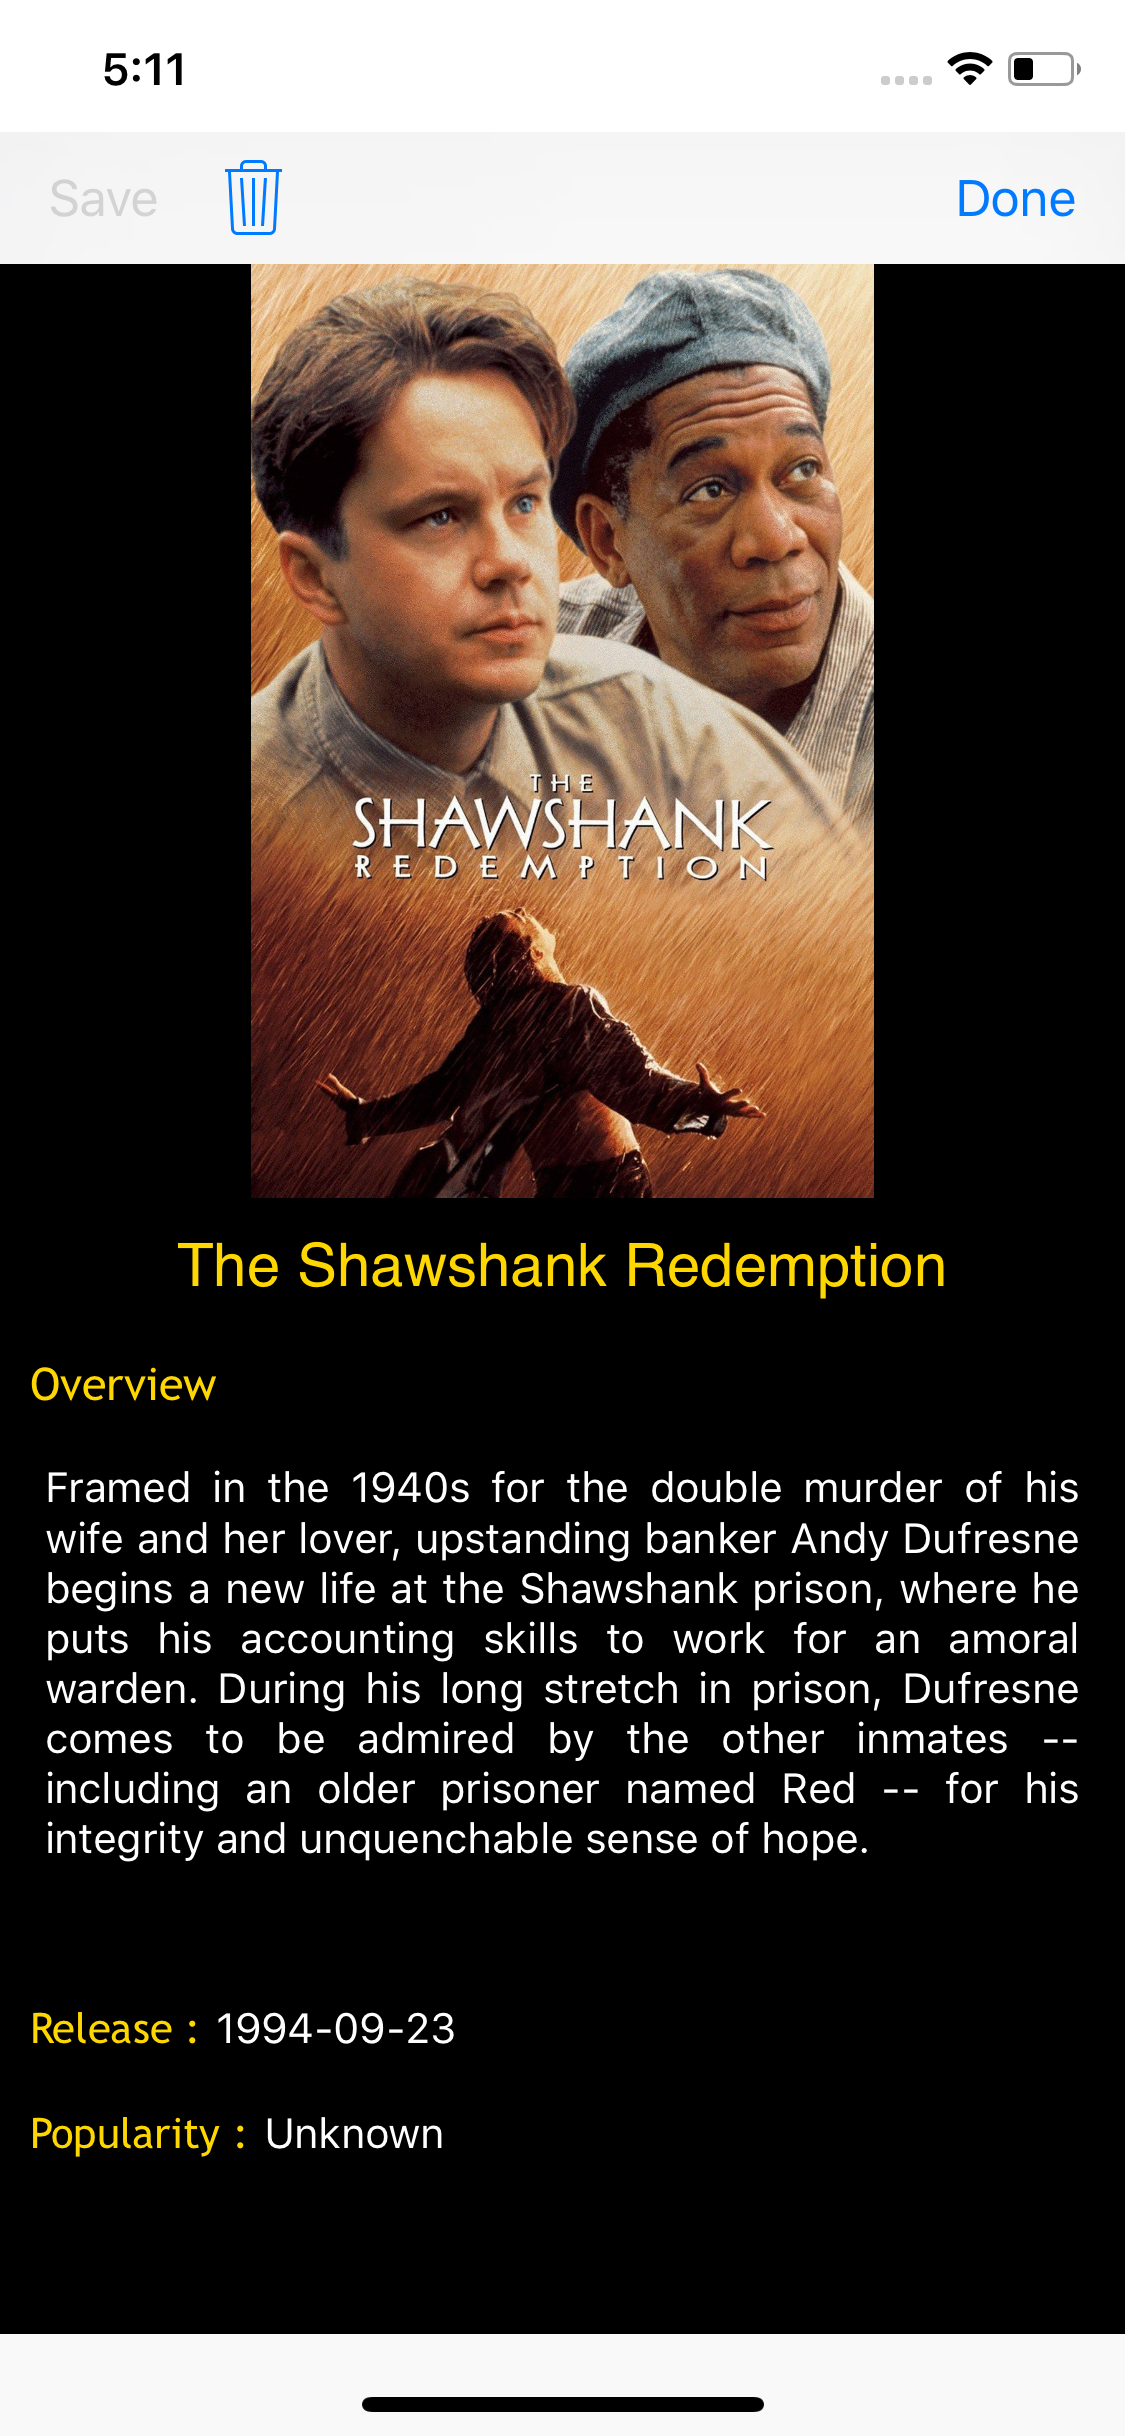 5:11
Save
Done
THE
SHAWSHANK
REDEMPTION
The Shawshank Redemption
Overview
Framed in the 1940s for the double murder of his
wife and her lover, upstanding banker Andy Dufresne
begins a new life at the Shawshank prison, where he
puts his accounting skills to work for an amoral
warden. During his long stretch in prison, Dufresne
comes to be admired by the other inmates --
including an older prisoner named Red -- for his
integrity and unquenchable sense of hope.
Release : 1994-09-23
Popularity : Unknown